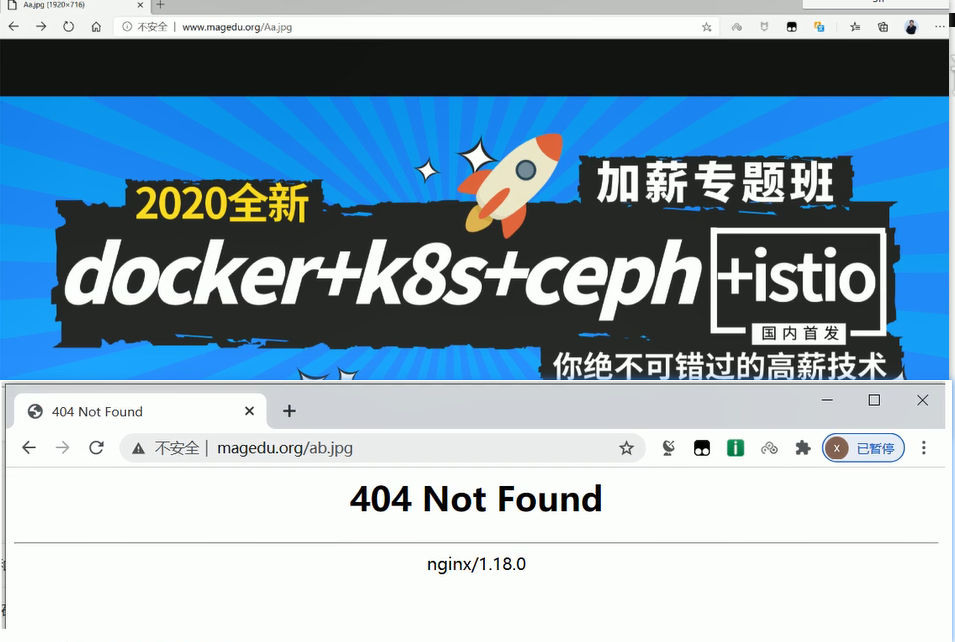 Aa.jpg (1920×716)
不安全 | www.magedu.org/Aa.jpg
2020全新
加薪专题班
docker+k8s+ceph
+istio
国内首发
你绝不可错过的高薪技术
404 Not Found
不安全 | magedu.org/ab.jpg
x 已暂停
404 Not Found
nginx/1.18.0